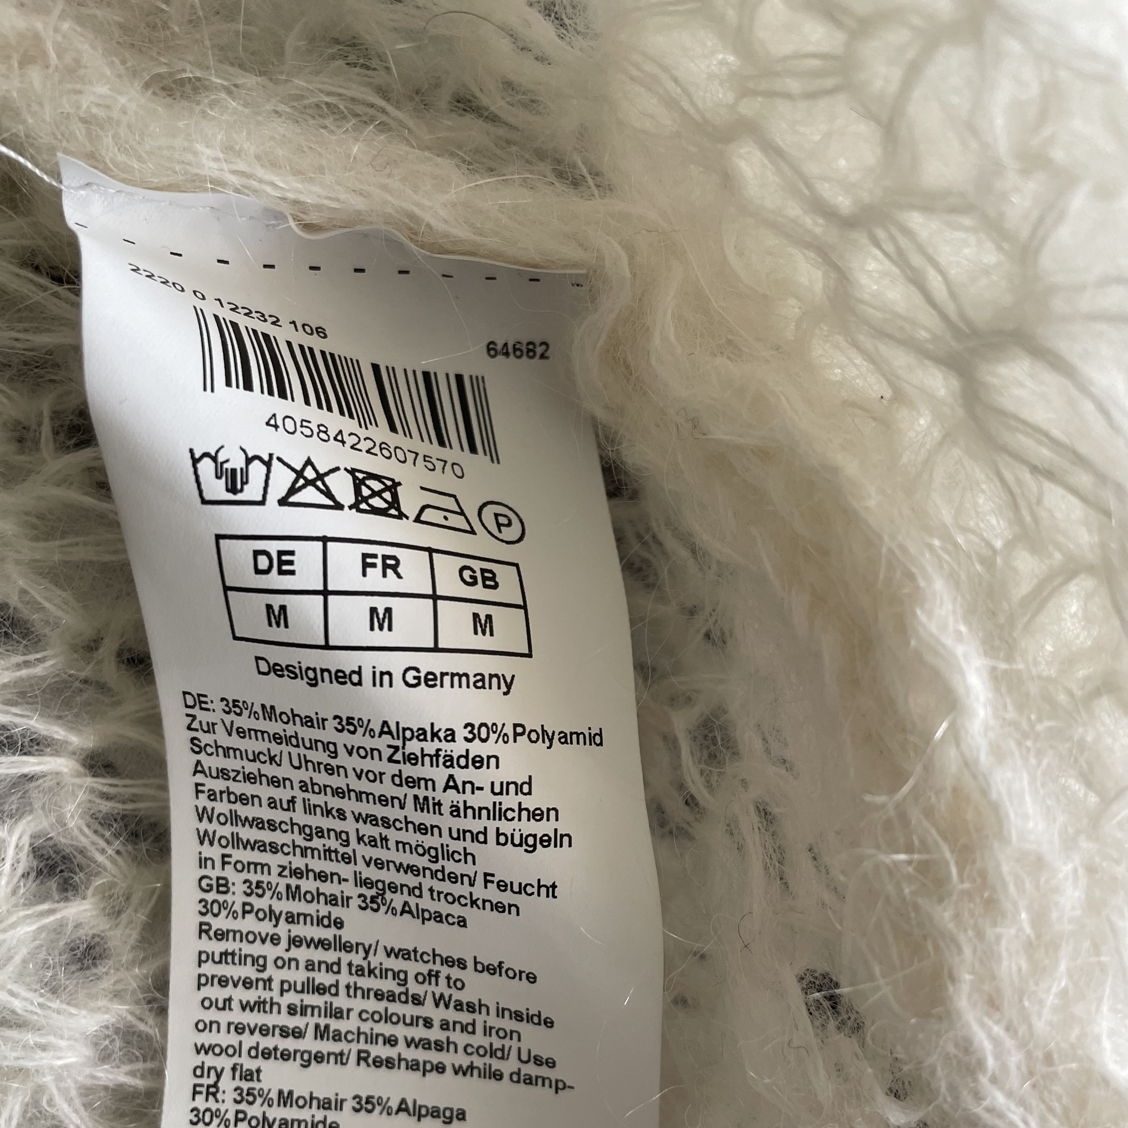 2220 0 12232 106
64682
4058422607570
P
DE FR GB
M M M
Designed in Germany
DE: 35%Mohair 35%Alpaka 30%Polyamid
Zur Vermeidung von Ziehfäden
Schmuck/ Uhren vor dem An- und
Ausziehen abnehmen/ Mit ähnlichen
Farben auf links waschen und bügeln
Wollwaschgang kalt möglich
Wollwaschmittel verwenden/ Feucht
in Form ziehen- liegend trocknen
GB: 35%Mohair 35%Alpaca
30%Polyamide
Remove jewellery/ watches before
putting on and taking off to
prevent pulled threads/ Wash inside
out with similar colours and iron
on reverse/ Machine wash cold/ Use
wool detergent/ Reshape while damp-
dry flat
FR: 35%Mohair 35%Alpaga
30%Polyamide